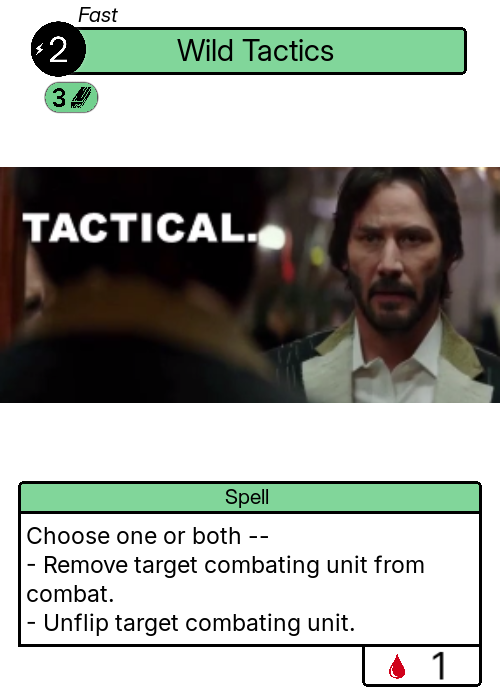 Fast
2
Wild Tactics
3
TACTICAL.
Spell
Choose one or both --
- Remove target combating unit from
combat.
- Unflip target combating unit.
1